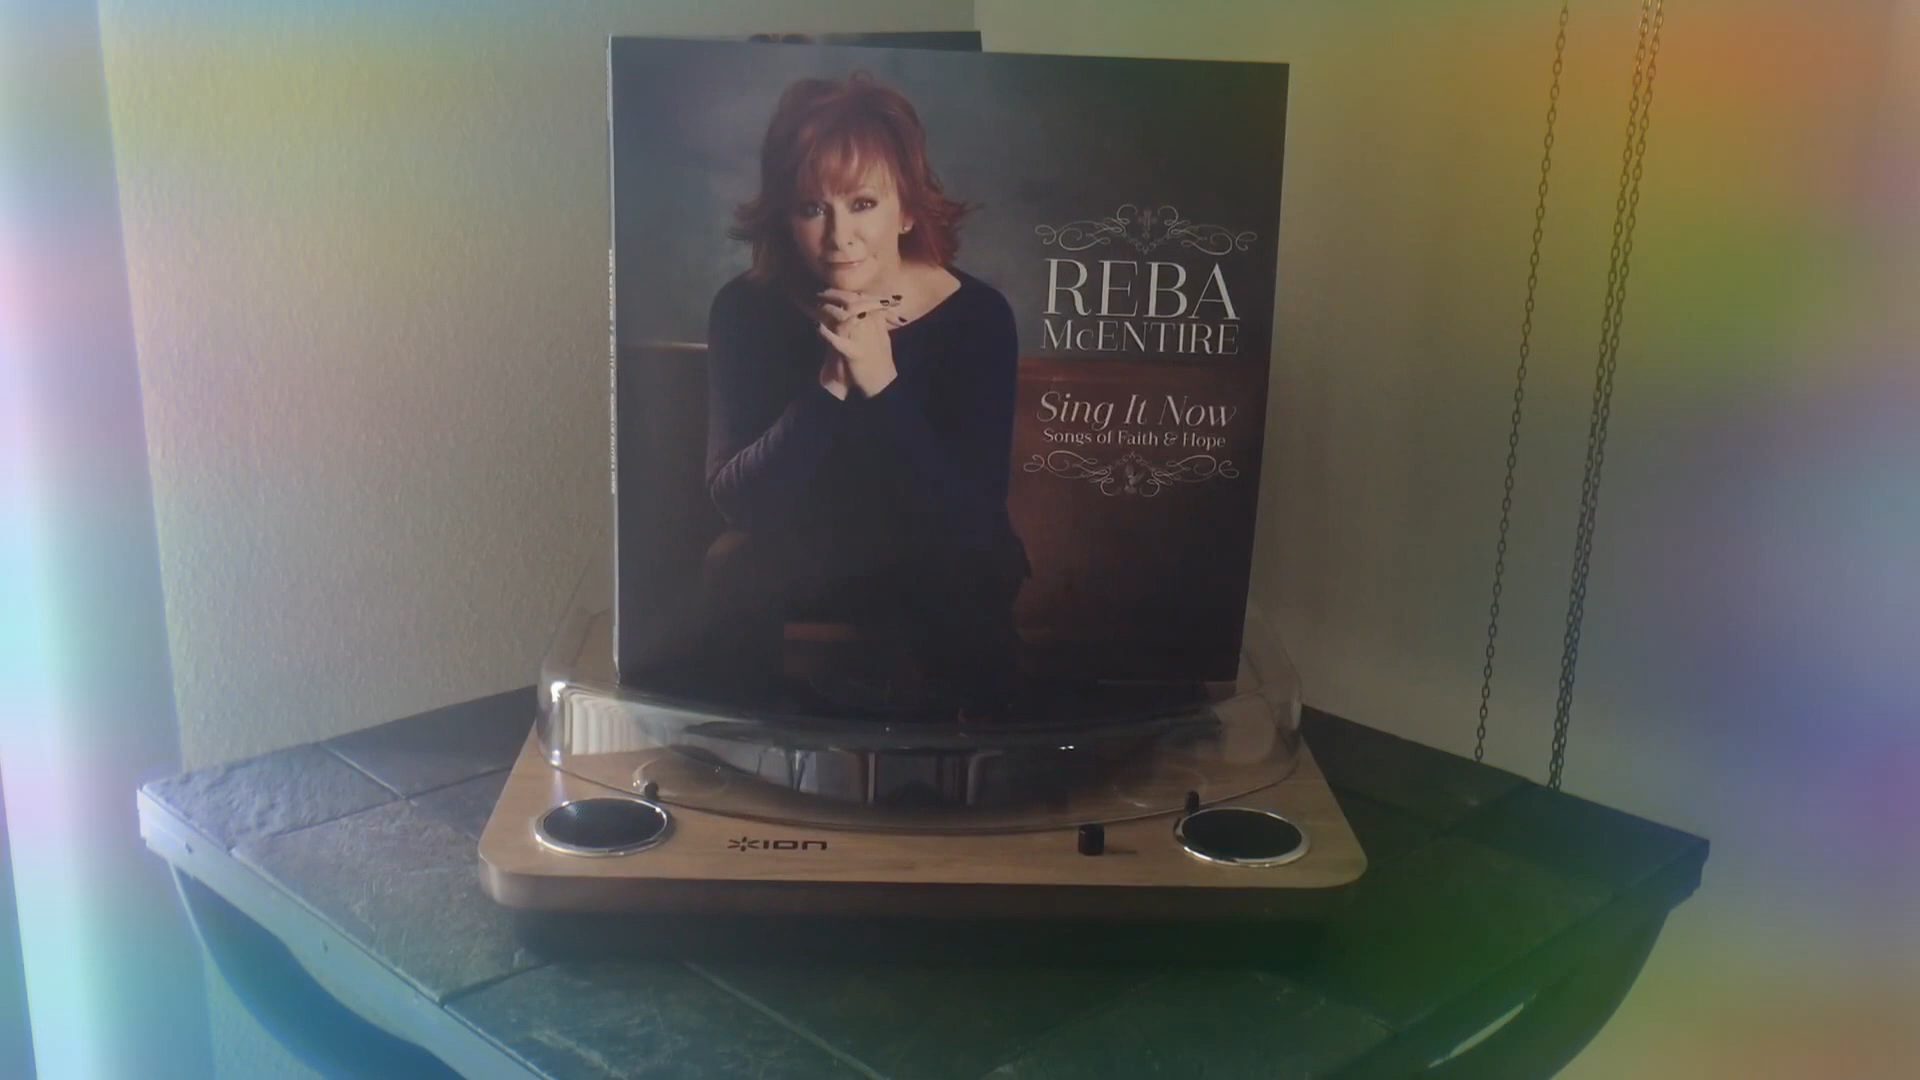 REBA
McENTIRE
Sing It Now
Songs of Faith & Hope
ION